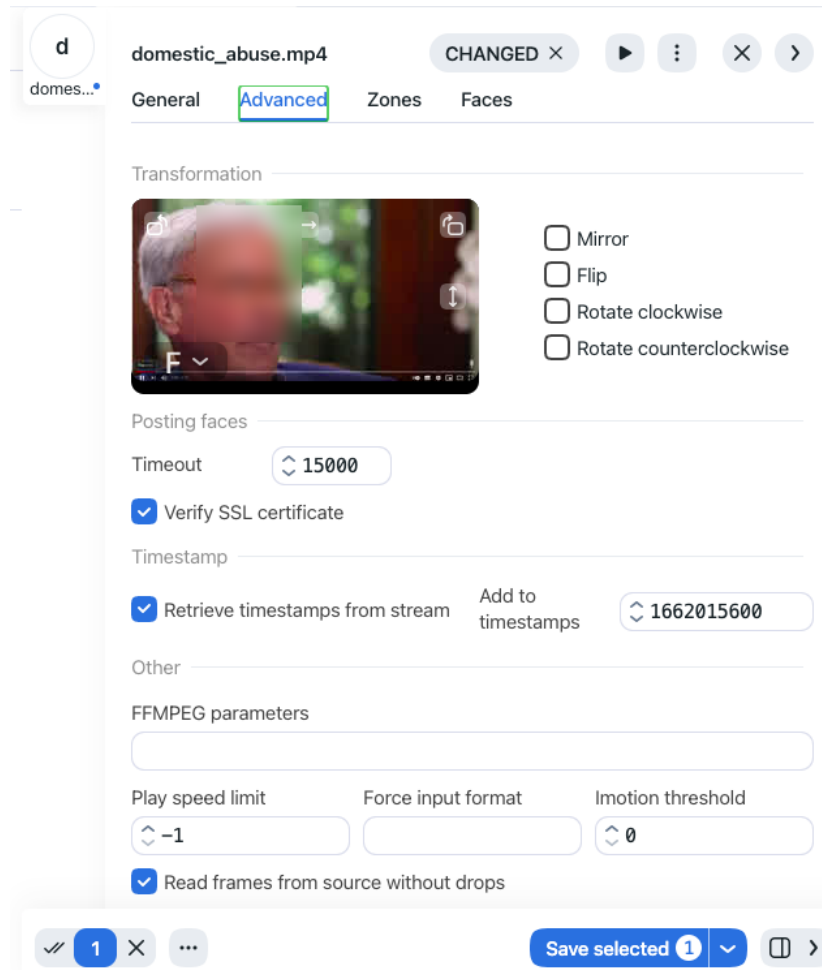 d
domes...
domestic_abuse.mp4
CHANGED
General Advanced Zones Faces
Transformation
F
Mirror
Flip
Rotate clockwise
Rotate counterclockwise
Posting faces
Timeout 15000
Verify SSL certificate
Timestamp
Retrieve timestamps from stream
Add to
timestamps
1662015600
Other
FFMPEG parameters
Play speed limit Force input format Imotion threshold
-1 0
Read frames from source without drops
1
Save selected 1